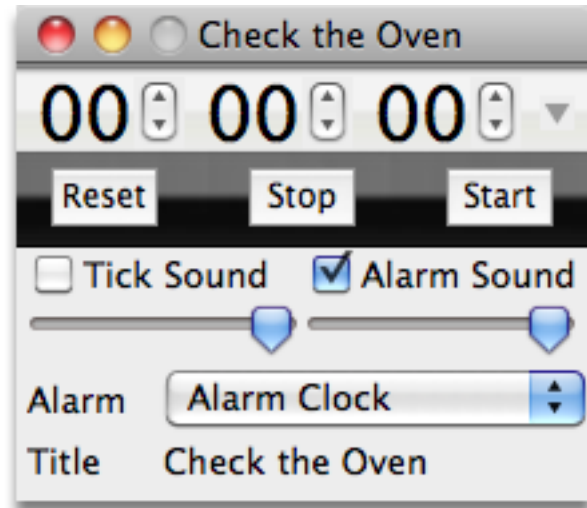 Check the Oven
00 00 00
Reset Stop Start
Tick Sound Alarm Sound
Alarm Alarm Clock
Title Check the Oven